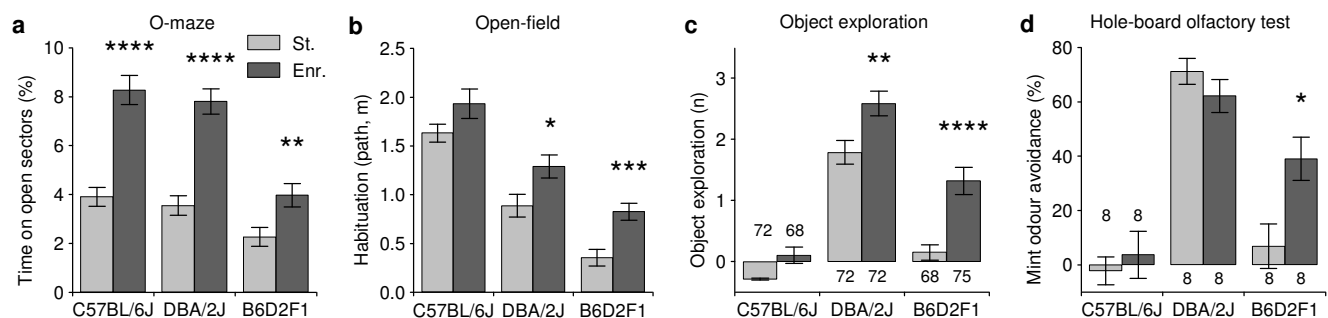 a
O-maze
Time on open sectors (%)
10
8
6
4
2
0
****
****
**
St.
Enr.
C57BL/6J
DBA/2J
B6D2F1
b
Open-field
Habituation (path, m)
2.5
2.0
1.5
1.0
0.5
0.0
*
***
C57BL/6J
DBA/2J
B6D2F1
c
Object exploration
Object exploration (n)
3
2
1
0
**
****
72 68
72 72
68 75
C57BL/6J
DBA/2J
B6D2F1
d
Hole-board olfactory test
Mint odour avoidance (%)
80
60
40
20
0
*
8 8
8 8
8 8
C57BL/6J
DBA/2J
B6D2F1